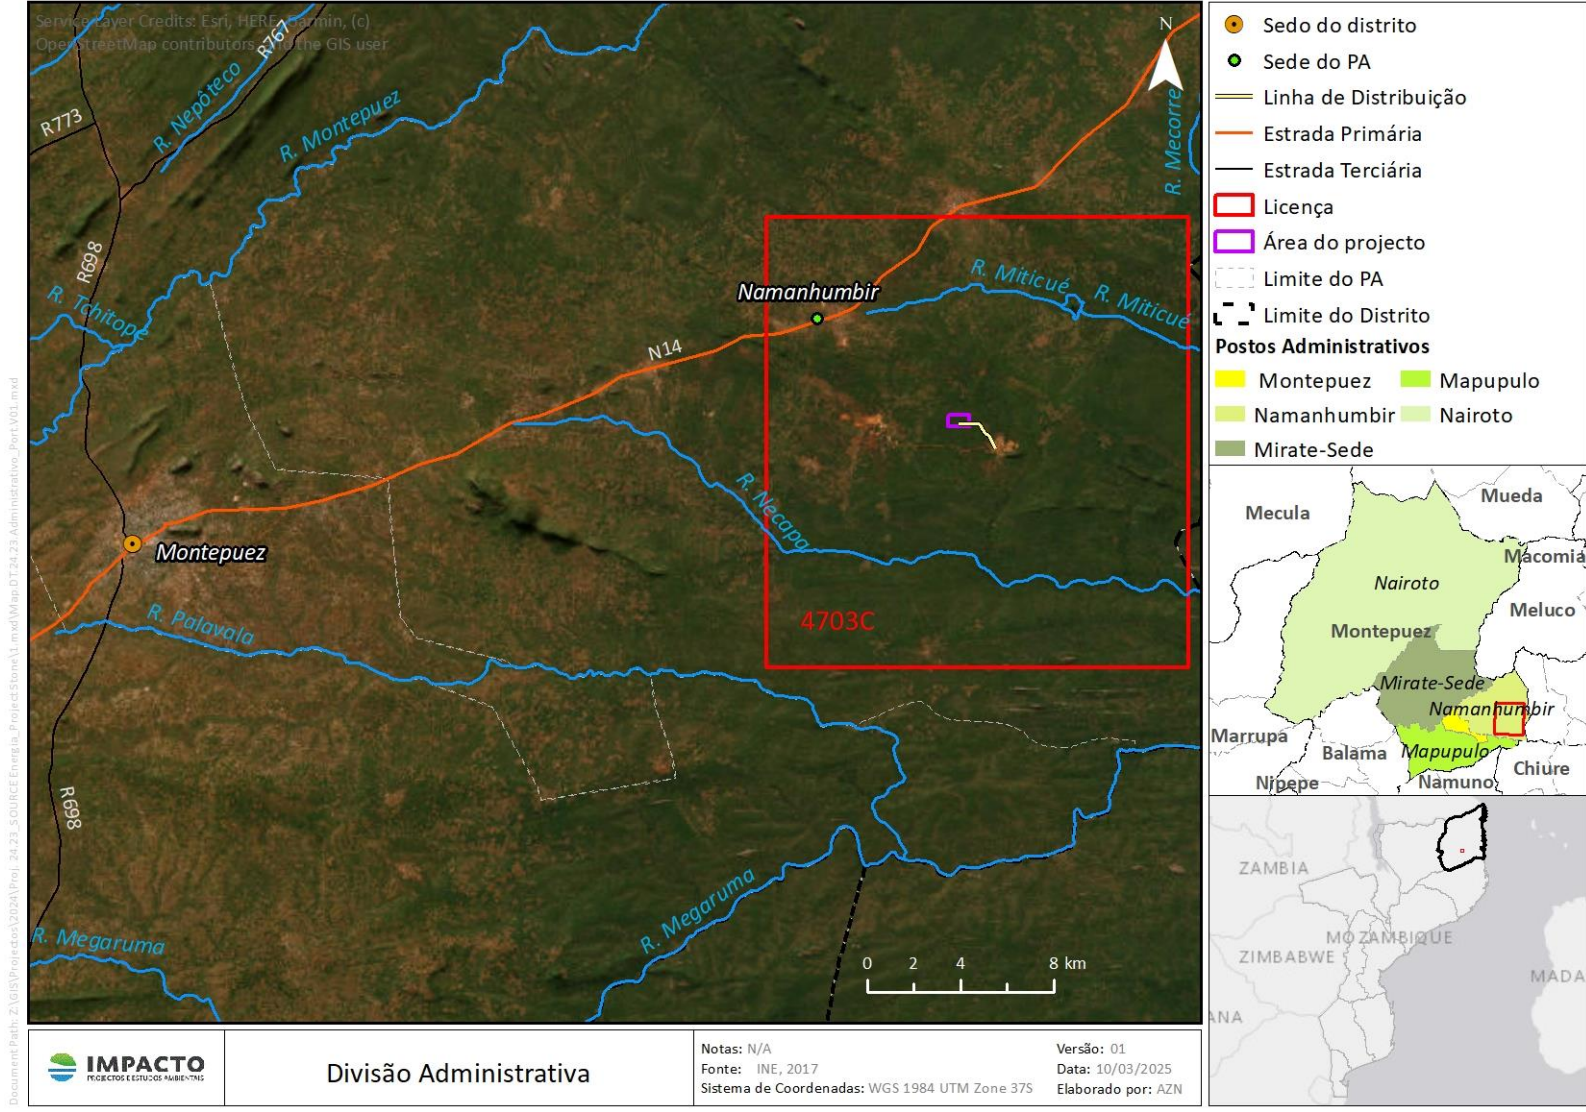 Service Layer Credits: Esri, HERE, Garmin, (c)
OpenStreetMap contributors, and the GIS user
R767
R773
R. Nepôteco
R. Montepuez
R698
R. Tchitope
N
R. Mecorre
Namanhumbir
R. Miticué
R. Miticué
N14
R. Necapa
Montepuez
R. Palavala
4703C
R698
R. Megaruma
R. Megaruma
0 2 4 8 km
Sedo do distrito
Sede do PA
Linha de Distribuição
Estrada Primária
Estrada Terciária
Licença
Área do projecto
Limite do PA
Limite do Distrito
Postos Administrativos
Montepuez Mapupulo
Namanhumbir Nairoto
Mirate-Sede
Mecula
Mueda
Macomia
Nairoto
Meluco
Montepuez
Mirate-Sede
Namanhumbir
Marrupa
Balama
Mapupulo
Chiure
Nipepe
Namuno
ZAMBIA
MOZAMBIQUE
ZIMBABWE
MADA
ANA
IMPACTO
PROJECTOS E ESTUDOS AMBIENTAIS
Divisão Administrativa
Notas: N/A
Fonte: INE, 2017
Sistema de Coordenadas: WGS 1984 UTM Zone 37S
Versão: 01
Data: 10/03/2025
Elaborado por: AZN